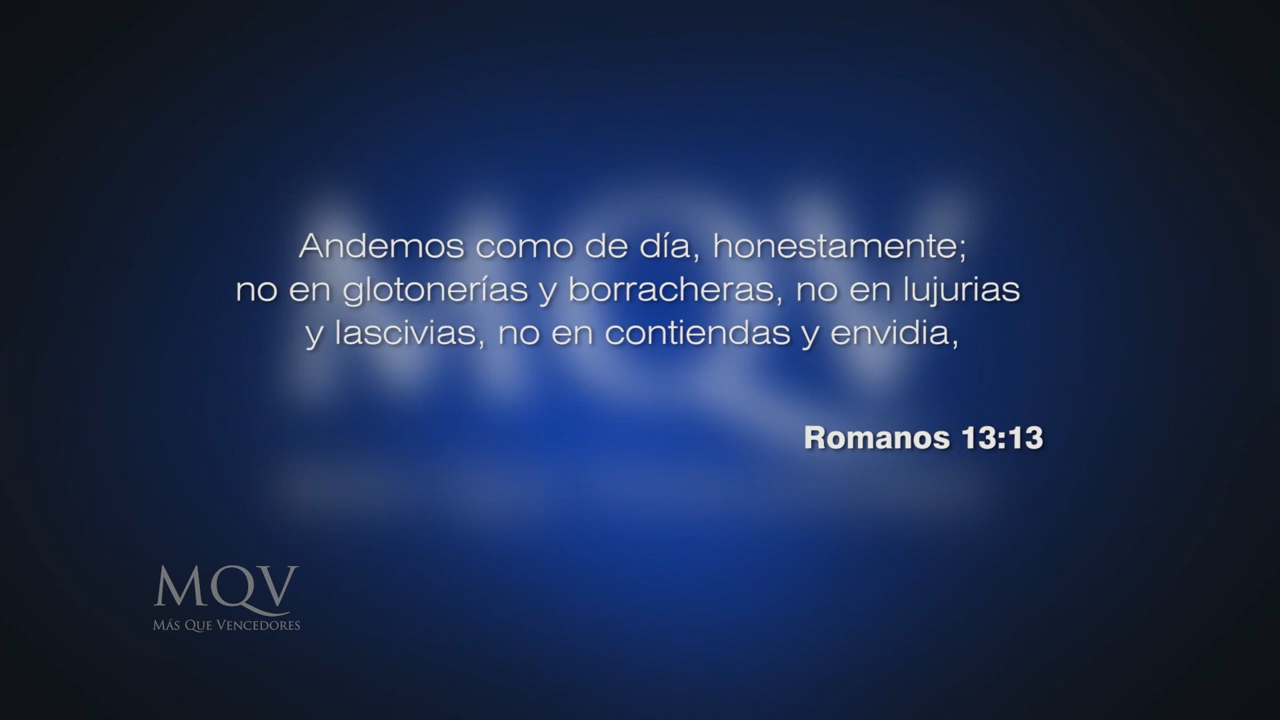 Andemos como de día, honestamente;
no en glotonerías y borracheras, no en lujurias
y lascivias, no en contiendas y envidia,
Romanos 13:13
MQV
MÁS QUE VENCEDORES